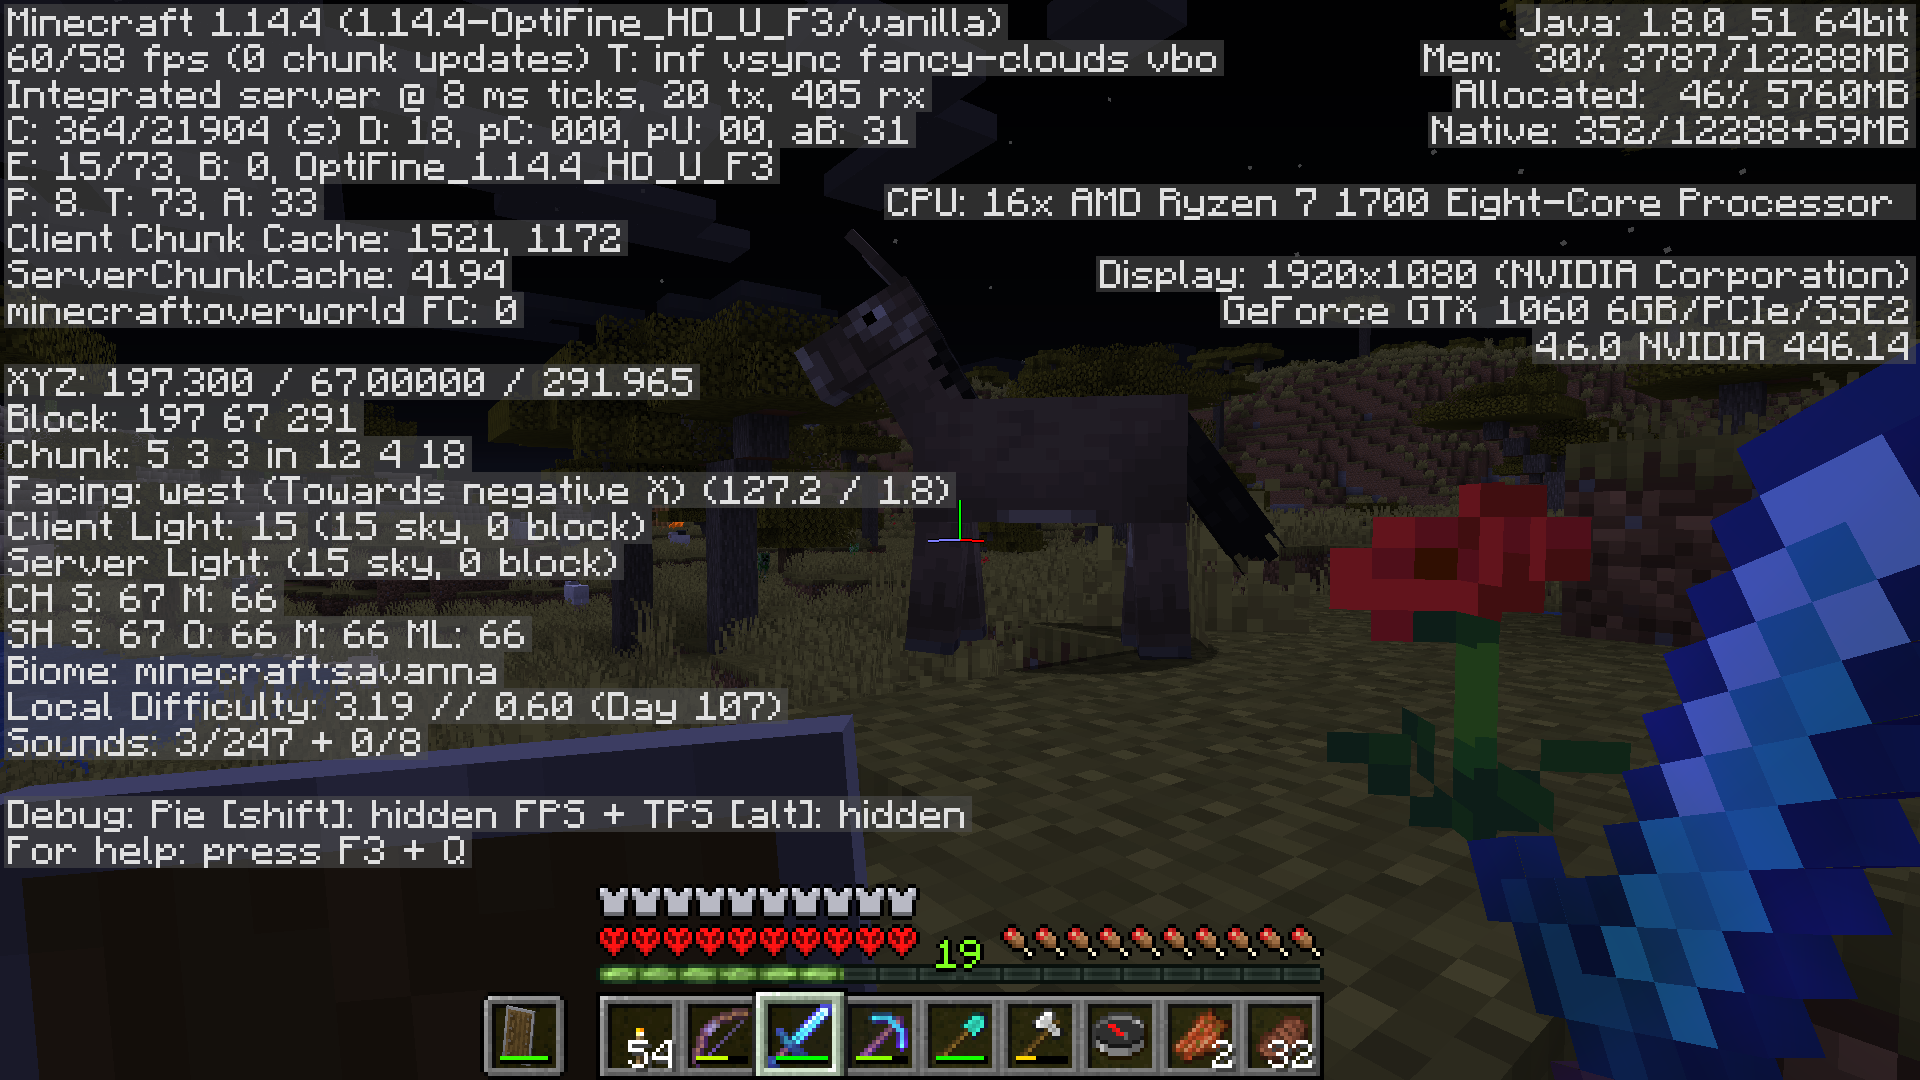 Minecraft 1.14.4 (1.14.4-OptiFine_HD_U_F3/vanilla)
60/58 fps (0 chunk updates) T: inf vsync fancy-clouds vbo
Integrated server @ 8 ms ticks, 20 tx, 405 rx
C: 364/21904 (s) D: 18, pC: 000, pU: 00, aB: 31
E: 15/73, B: 0, OptiFine_1.14.4_HD_U_F3
P: 8. T: 73, A: 33
Client Chunk Cache: 1521, 1172
ServerChunkCache: 4194
minecraft:overworld FC: 0
XYZ: 197.300 / 67.00000 / 291.965
Block: 197 67 291
Chunk: 5 3 3 in 12 4 18
Facing: west (Towards negative X) (127.2 / 1.8)
Client Light: 15 (15 sky, 0 block)
Server Light: (15 sky, 0 block)
CH S: 67 M: 66
SH S: 67 O: 66 M: 66 ML: 66
Biome: minecraft:savanna
Local Difficulty: 3.19 // 0.60 (Day 107)
Sounds: 3/247 + 0/8
Debug: Pie [shift]: hidden FPS + TPS [alt]: hidden
For help: press F3 + Q
Java: 1.8.0_51 64bit
Mem: 30% 3787/12288MB
Allocated: 46% 5760MB
Native: 352/12288+59MB
CPU: 16x AMD Ryzen 7 1700 Eight-Core Processor
Display: 1920x1080 (NVIDIA Corporation)
GeForce GTX 1060 6GB/PCIe/SSE2
4.6.0 NVIDIA 446.14
19
54
2
32